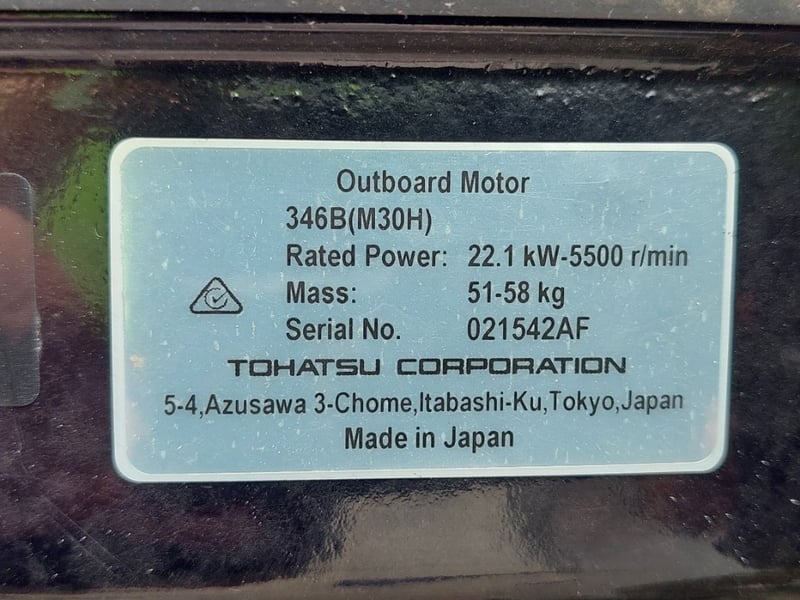 Outboard Motor
346B(M30H)
Rated Power: 22.1 kW-5500 r/min
Mass: 51-58 kg
Serial No. 021542AF
TOHATSU CORPORATION
5-4,Azusawa 3-Chome,Itabashi-Ku,Tokyo,Japan
Made in Japan